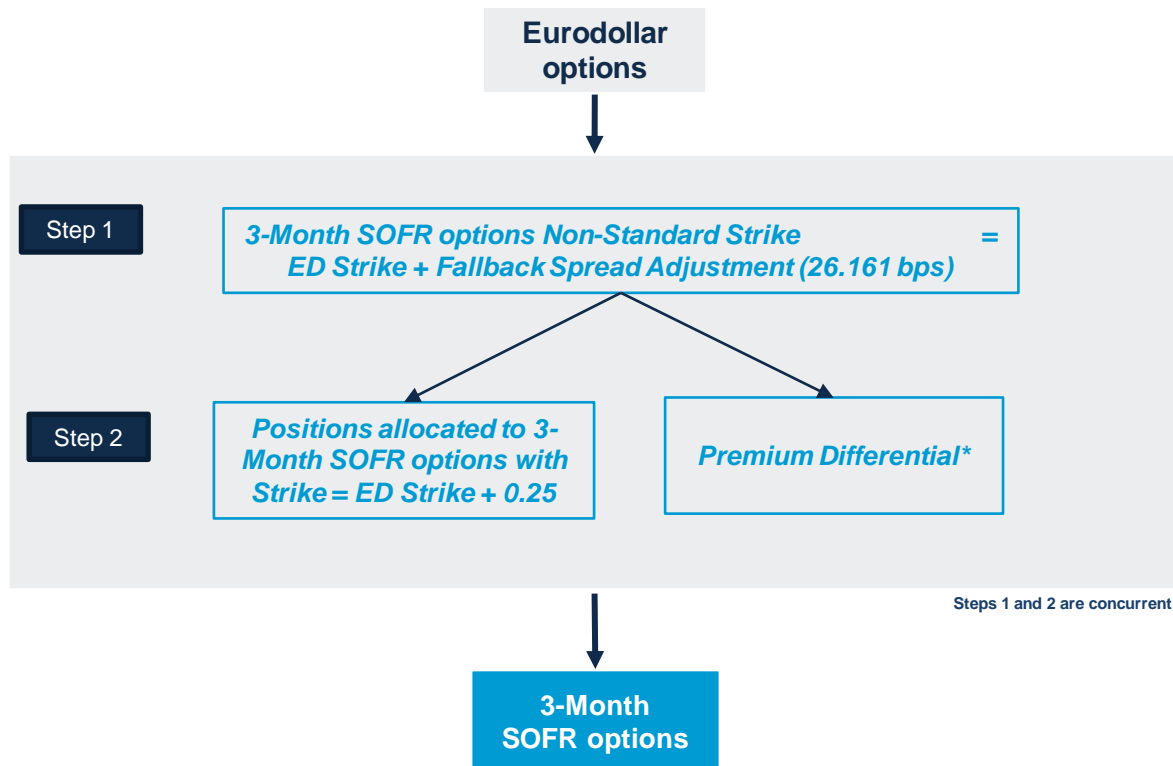 Eurodollar
options
Step 1
3-Month SOFR options Non-Standard Strike =
ED Strike + Fallback Spread Adjustment (26.161 bps)
Step 2
Positions allocated to 3-
Month SOFR options with
Strike = ED Strike + 0.25
Premium Differential*
Steps 1 and 2 are concurrent
3-Month
SOFR options